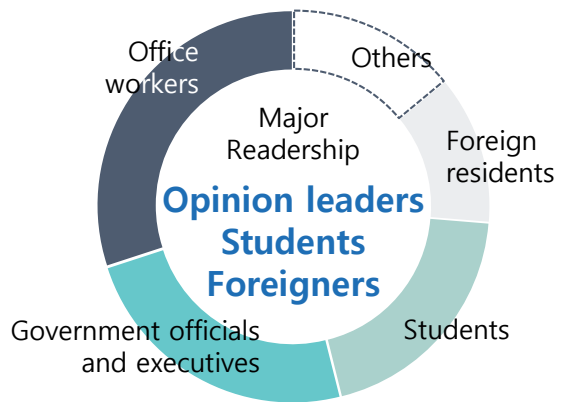 Office
workers
Others
Major
Readership
Foreign
residents
Opinion leaders
Students
Foreigners
Government officials
and executives
Students